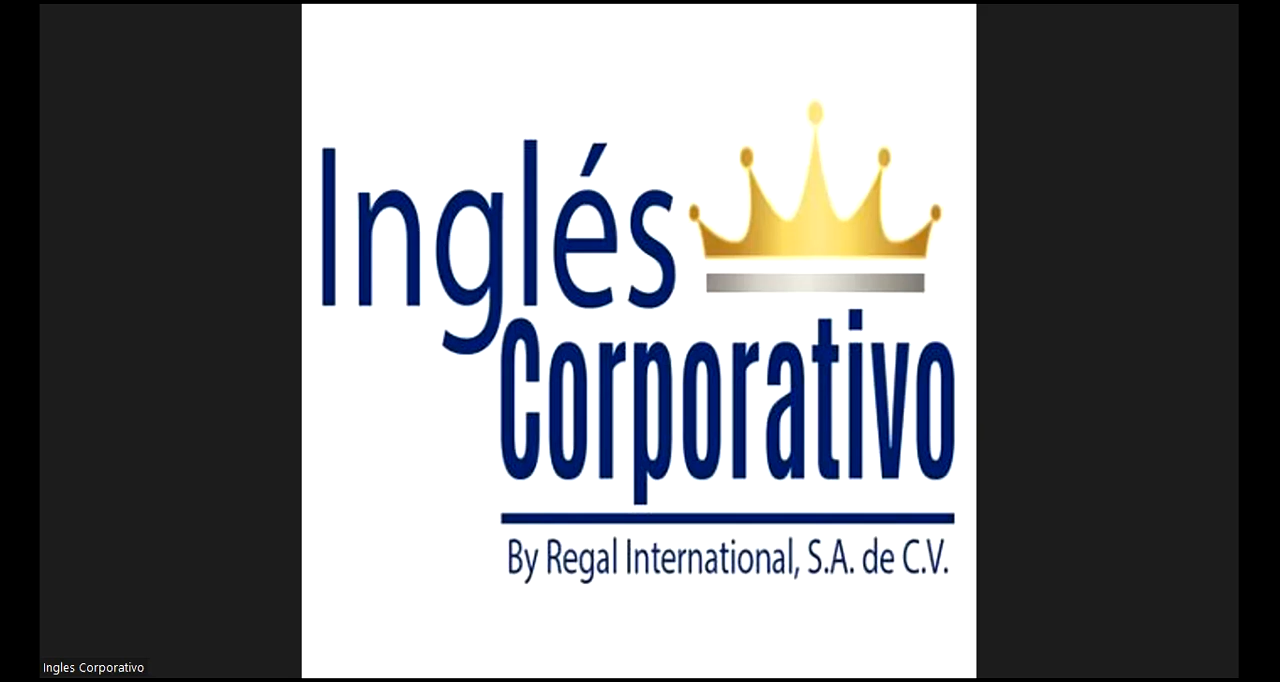 Inglés
Corporativo
By Regal International, S.A. de C.V.
Ingles Corporativo